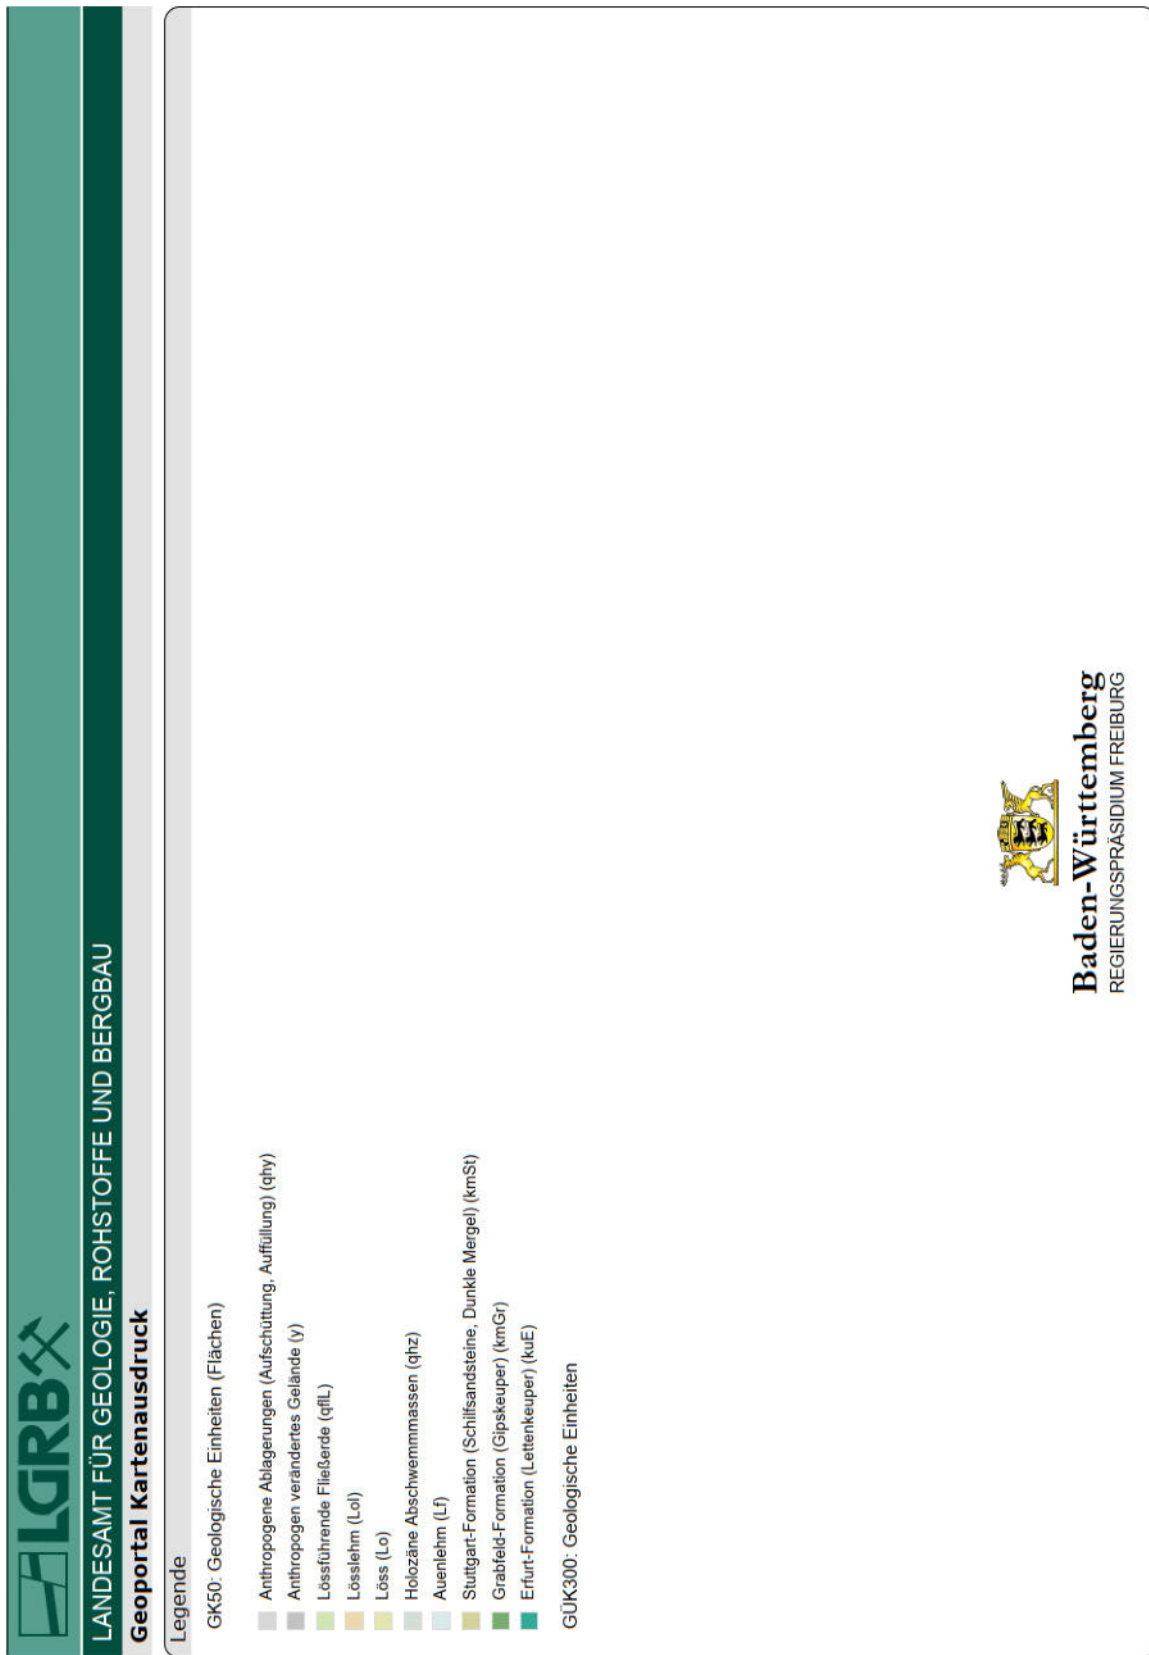 LGRB
LANDESAMT FÜR GEOLOGIE, ROHSTOFFE UND BERGBAU
Geoportal Kartenausdruck
Legende
GK50: Geologische Einheiten (Flächen)
Anthropogene Ablagerungen (Aufschüttung, Auffüllung) (qhy)
Anthropogen verändertes Gelände (y)
Lössführende Fließerde (qflL)
Lösslehm (Lol)
Löss (Lo)
Holozäne Abschwemmmassen (qhz)
Auenlehm (Lf)
Stuttgart-Formation (Schilfsandsteine, Dunkle Mergel) (kmSt)
Grabfeld-Formation (Gipskeuper) (kmGr)
Erfurt-Formation (Lettenkeuper) (kuE)
GÜK300: Geologische Einheiten
Baden-Württemberg
REGIERUNGSPRÄSIDIUM FREIBURG